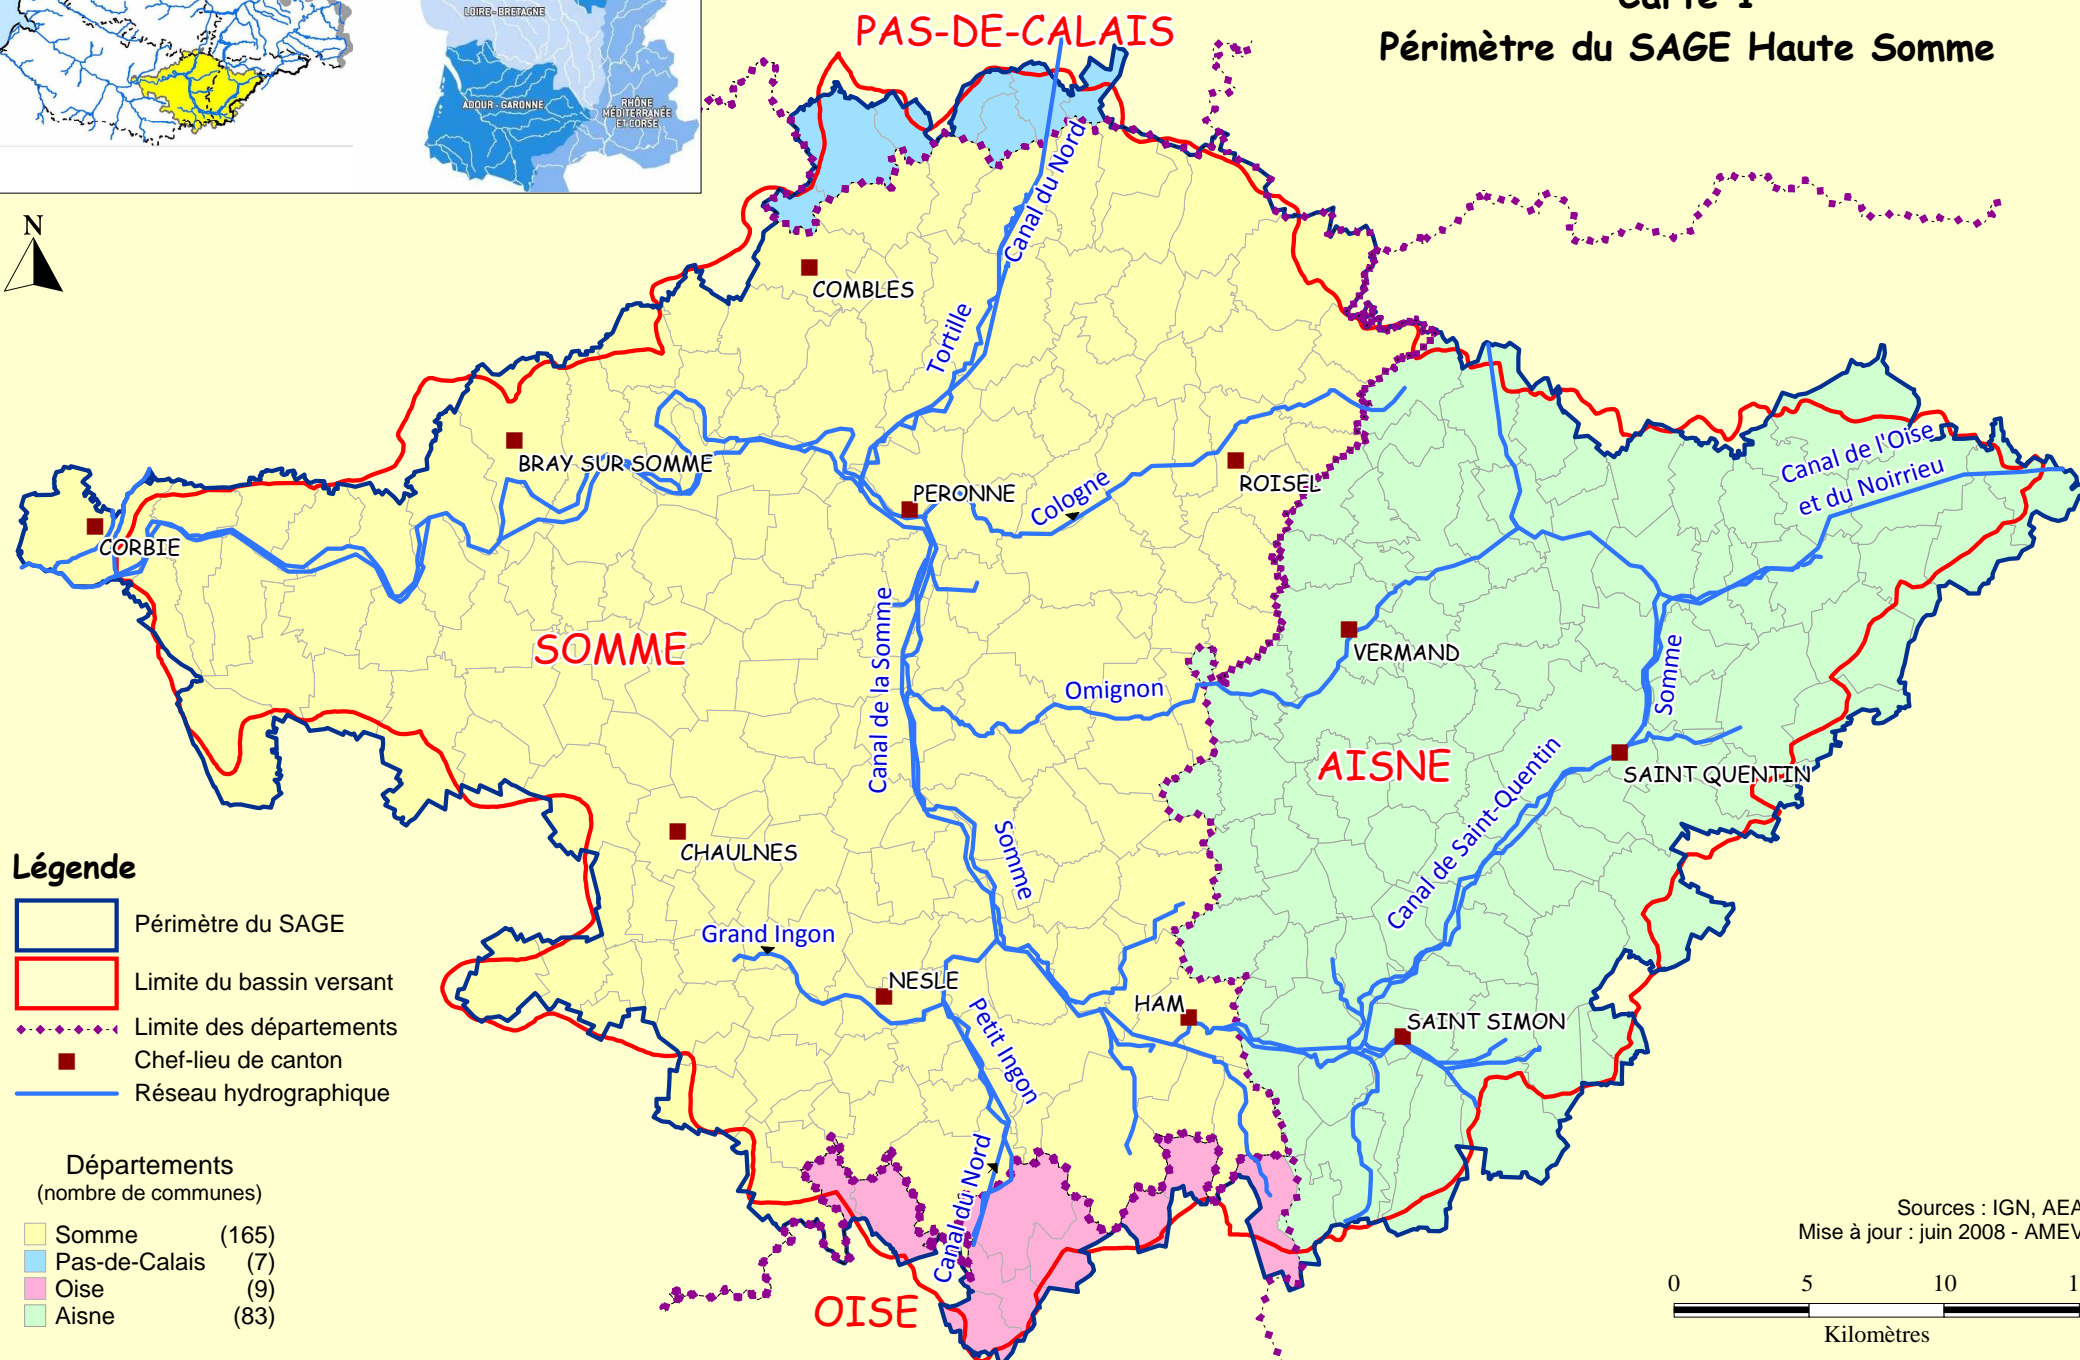 LOIRE - BRETAGNE
ADOUR - GARONNE
RHÔNE
MÉDITERRANÉE
ET CORSE
Carte 1
Périmètre du SAGE Haute Somme
PAS-DE-CALAIS
N
Canal du Nord
COMBLES
Tortille
BRAY SUR SOMME
PERONNE
Cologne
ROISEL
Canal de l'Oise
et du Noirrieu
CORBIE
SOMME
Canal de la Somme
Omignon
VERMAND
Somme
AISNE
SAINT QUENTIN
Canal de Saint-Quentin
CHAULNES
Somme
Grand Ingon
NESLE
Petit Ingon
HAM
SAINT SIMON
Canal du Nord
OISE
Légende
Périmètre du SAGE
Limite du bassin versant
Limite des départements
Chef-lieu de canton
Réseau hydrographique
Départements
(nombre de communes)
Somme (165)
Pas-de-Calais (7)
Oise (9)
Aisne (83)
Sources : IGN, AEA
Mise à jour : juin 2008 - AMEV
0 5 10 1
Kilomètres